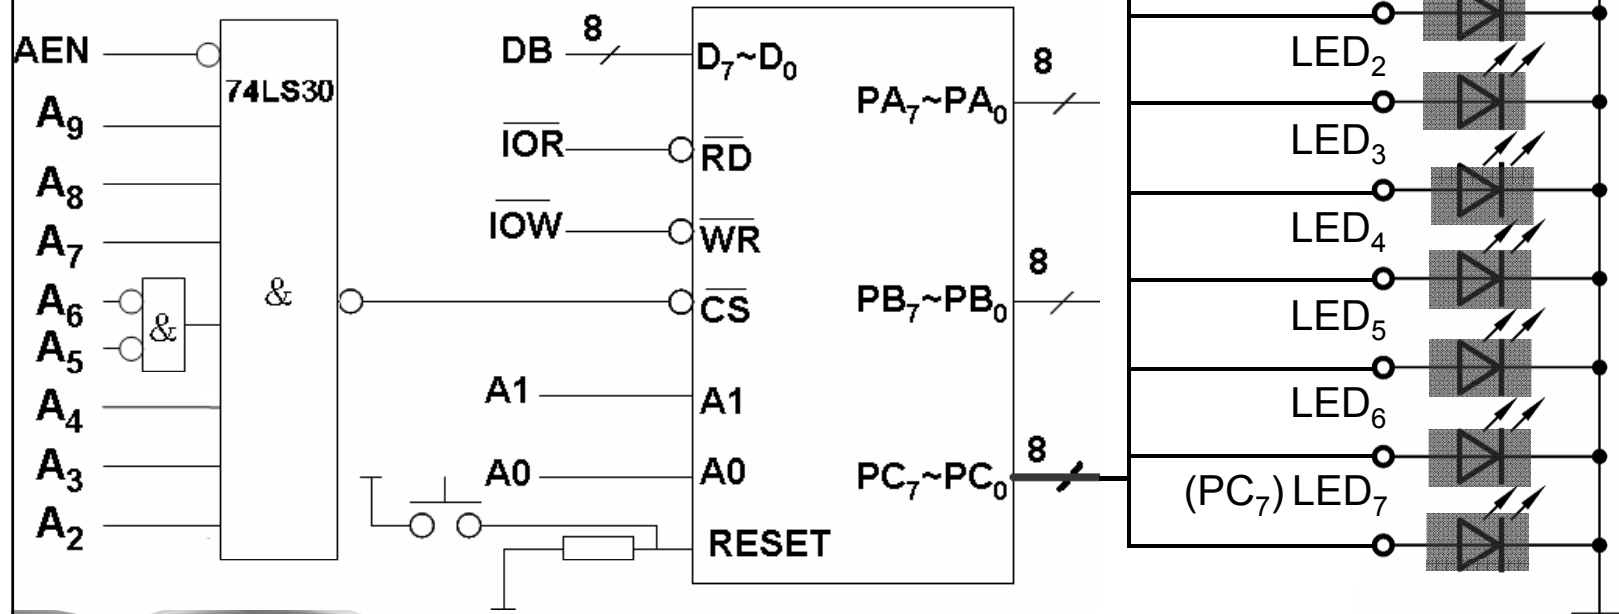 AEN
A9
A8
A7
A6
A5
A4
A3
A2
74LS30
&
&
DB
8
IOR
IOW
A1
A0
D7~D0
RD
WR
CS
A1
A0
RESET
PA7~PA0
8
PB7~PB0
8
PC7~PC0
8
LED2
LED3
LED4
LED5
LED6
(PC7) LED7